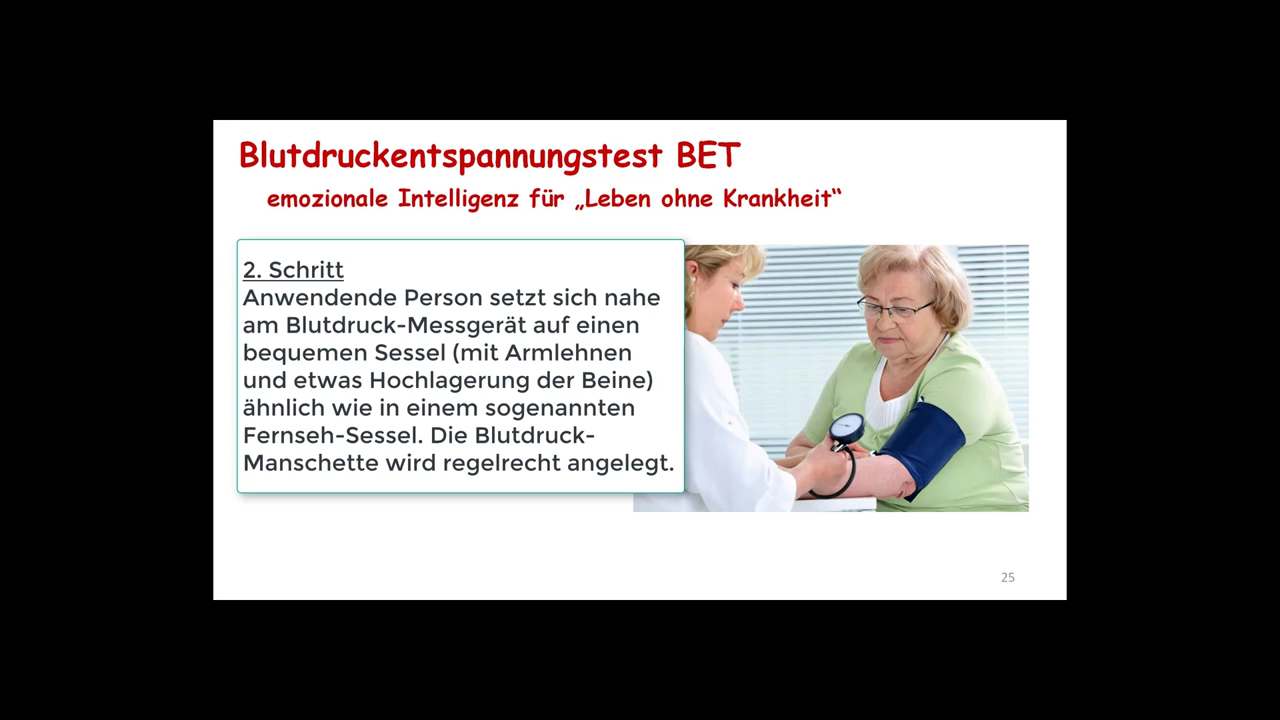 Blutdruckentspannungstest BET
emozionale Intelligenz für „Leben ohne Krankheit“
2. Schritt
Anwendende Person setzt sich nahe
am Blutdruck-Messgerät auf einen
bequemen Sessel (mit Armlehnen
und etwas Hochlagerung der Beine)
ähnlich wie in einem sogenannten
Fernseh-Sessel. Die Blutdruck-
Manschette wird regelrecht angelegt.
25